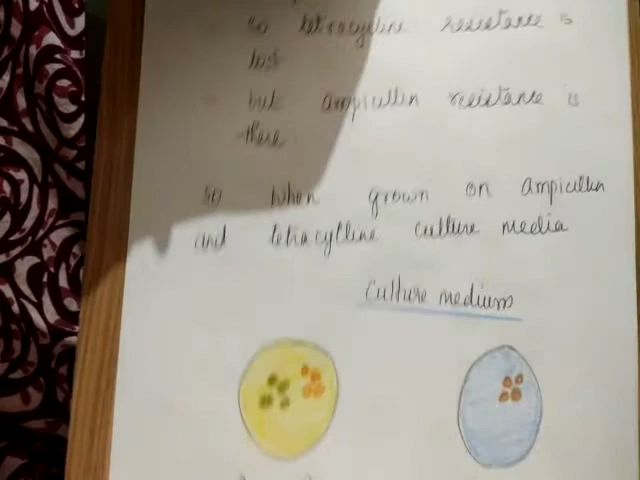 so tetracycline resistance is
lost
- but ampicillin resistance is
there
so when grown on ampicillin
and tetracytline culture media
culture medium